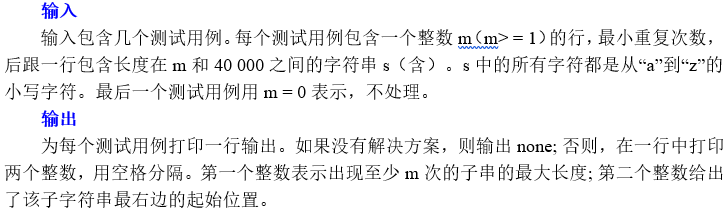 输入
输入包含几个测试用例。每个测试用例包含一个整数 m（m>＝1）的行，最小重复次数，
后跟一行包含长度在 m 和 40 000 之间的字符串 s（含）。s 中的所有字符都是从“a”到“z”的
小写字符。最后一个测试用例用 m = 0 表示，不处理。
输出
为每个测试用例打印一行输出。如果没有解决方案，则输出 none; 否则，在一行中打印
两个整数，用空格分隔。第一个整数表示出现至少 m 次的子串的最大长度; 第二个整数给出
了该子字符串最右边的起始位置。